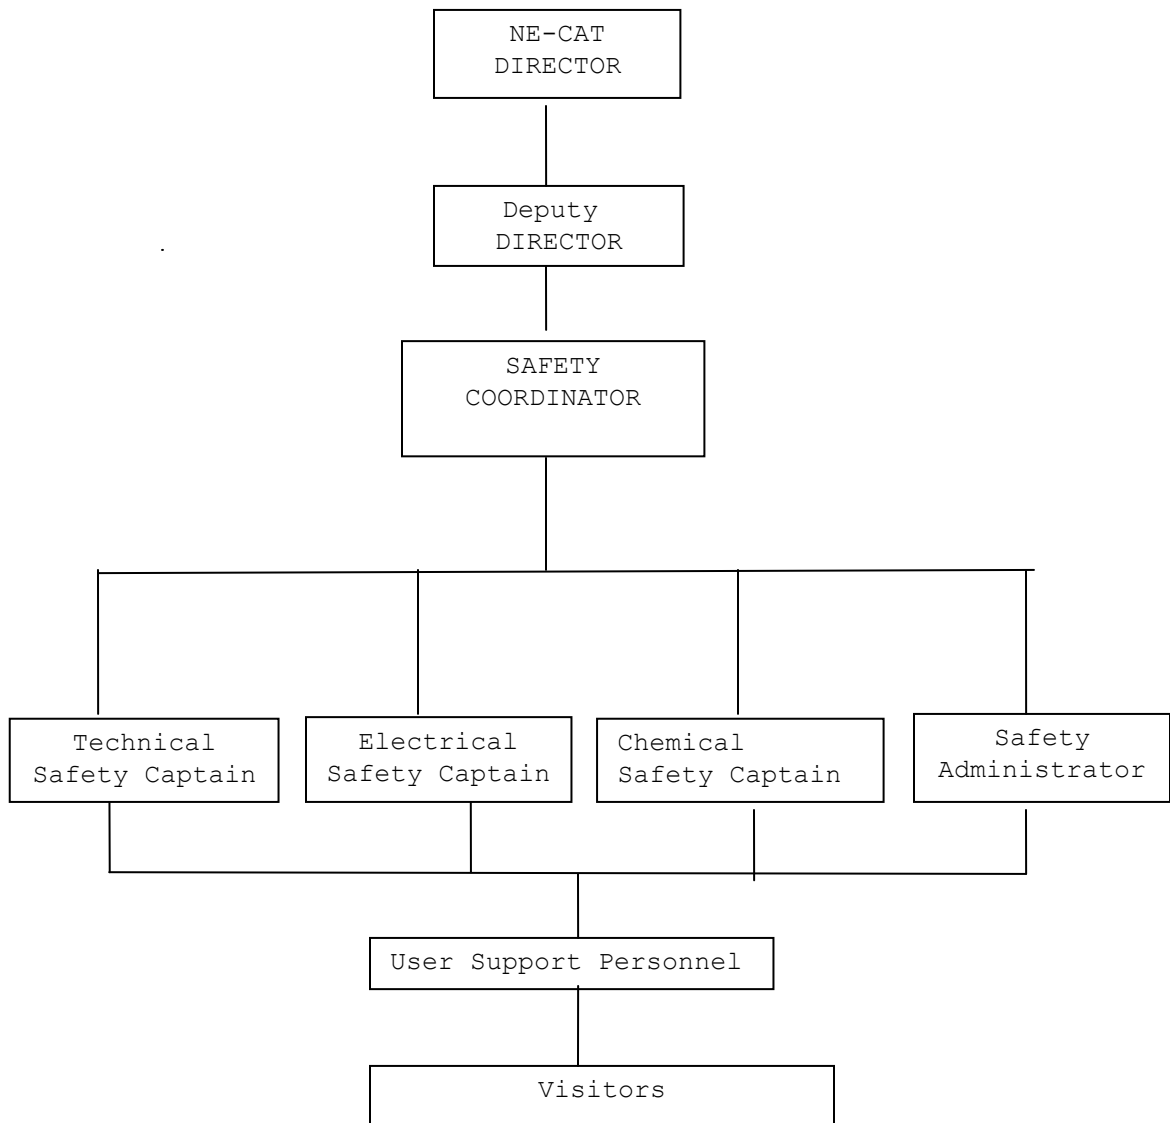 NE-CAT
DIRECTOR
Deputy
DIRECTOR
SAFETY
COORDINATOR
Technical
Safety Captain
Electrical
Safety Captain
Chemical
Safety Captain
Safety
Administrator
User Support Personnel
Visitors